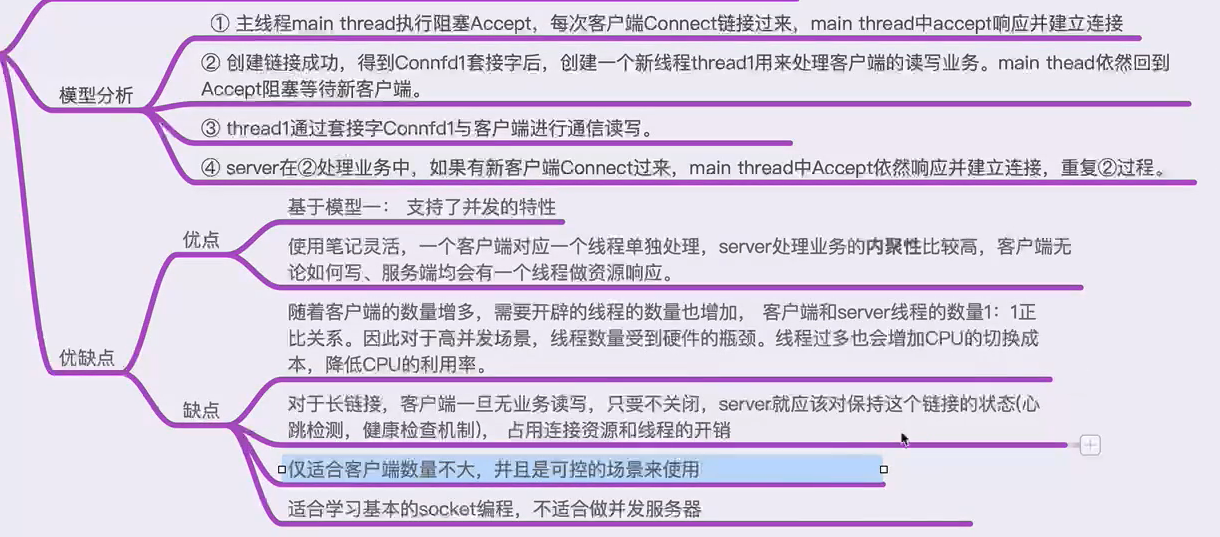 ① 主线程main thread执行阻塞Accept，每次客户端Connect链接过来，main thread中accept响应并建立连接
② 创建链接成功，得到Connfd1套接字后，创建一个新线程thread1用来处理客户端的读写业务。main thead依然回到
Accept阻塞等待新客户端。
模型分析
③ thread1通过套接字Connfd1与客户端进行通信读写。
④ server在②处理业务中，如果有新客户端Connect过来，main thread中Accept依然响应并建立连接，重复②过程。
基于模型一： 支持了并发的特性
优点
使用笔记灵活，一个客户端对应一个线程单独处理，server处理业务的内聚性比较高，客户端无
论如何写、服务端均会有一个线程做资源响应。
随着客户端的数量增多，需要开辟的线程的数量也增加， 客户端和server线程的数量1：1正
比关系。因此对于高并发场景，线程数量受到硬件的瓶颈。线程过多也会增加CPU的切换成
本，降低CPU的利用率。
优缺点
缺点
对于长链接，客户端一旦无业务读写，只要不关闭，server就应该对保持这个链接的状态(心
跳检测，健康检查机制)， 占用连接资源和线程的开销
仅适合客户端数量不大，并且是可控的场景来使用
适合学习基本的socket编程，不适合做并发服务器